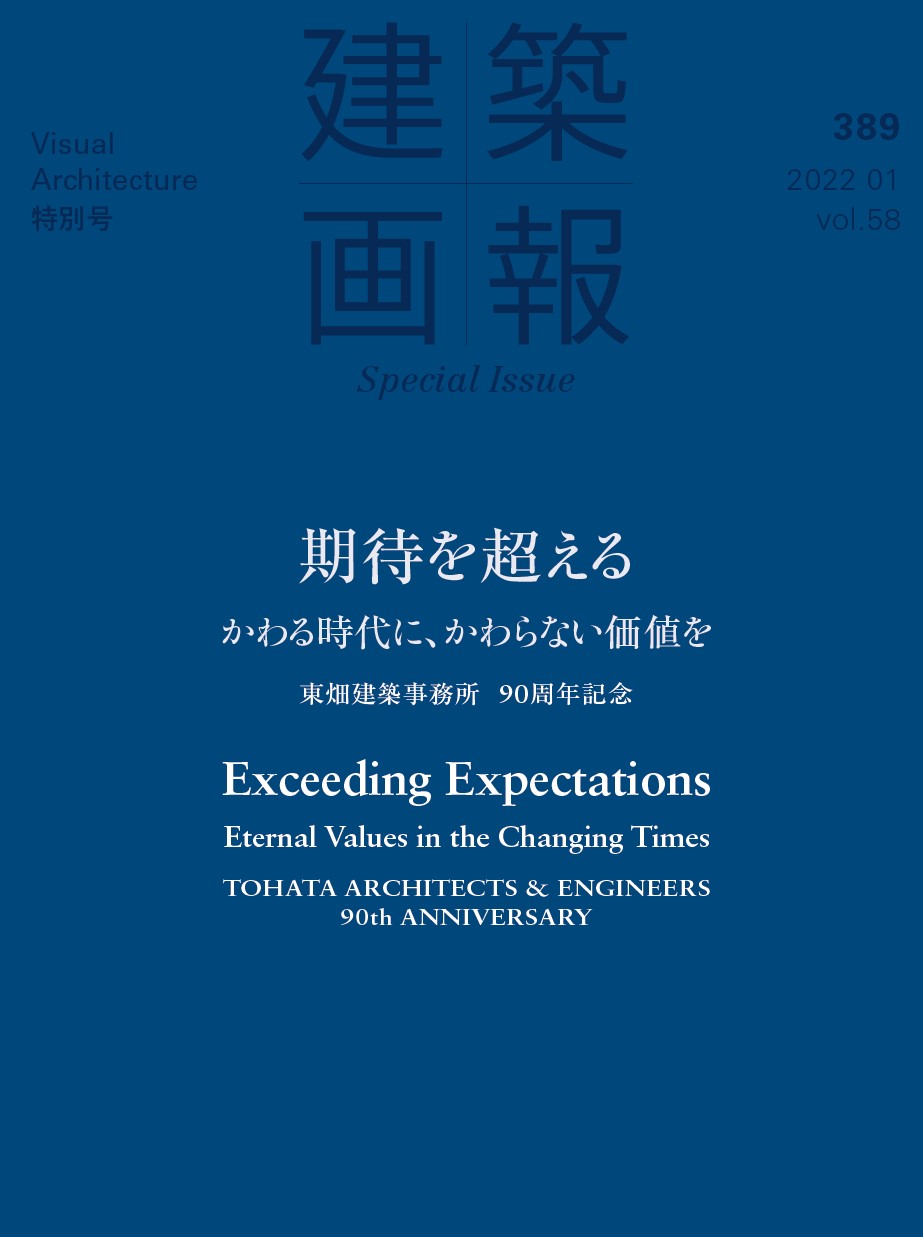 Visual
Architecture
特別号
建築
画報
Special Issue
389
2022 01
vol.58
期待を超える
かわる時代に、かわらない価値を
東畑建築事務所 90周年記念
Exceeding Expectations
Eternal Values in the Changing Times
TOHATA ARCHITECTS & ENGINEERS
90th ANNIVERSARY